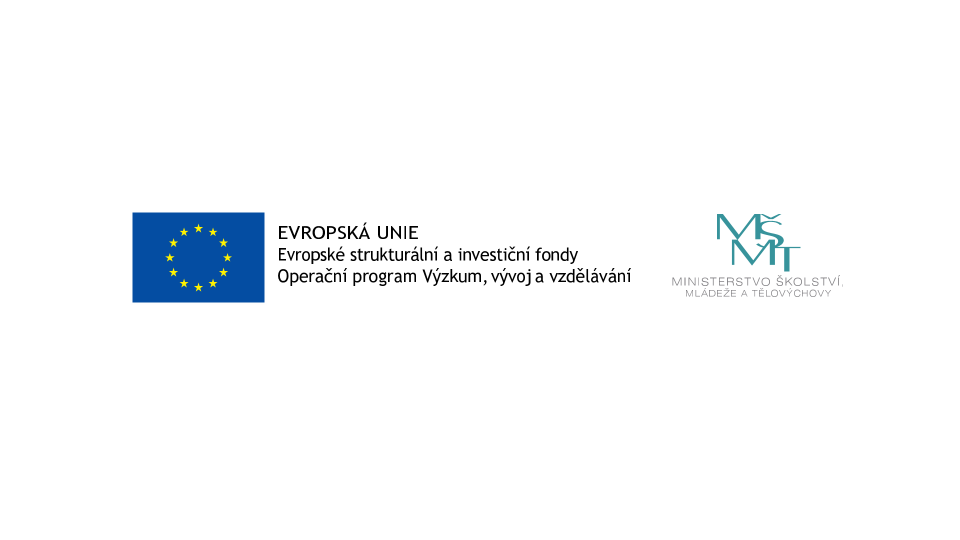 EVROPSKÁ UNIE
Evropské strukturální a investiční fondy
Operační program Výzkum, vývoj a vzdělávání
MŠMT
MINISTERSTVO ŠKOLSTVÍ,
MLÁDEŽE A TĚLOVÝCHOVY